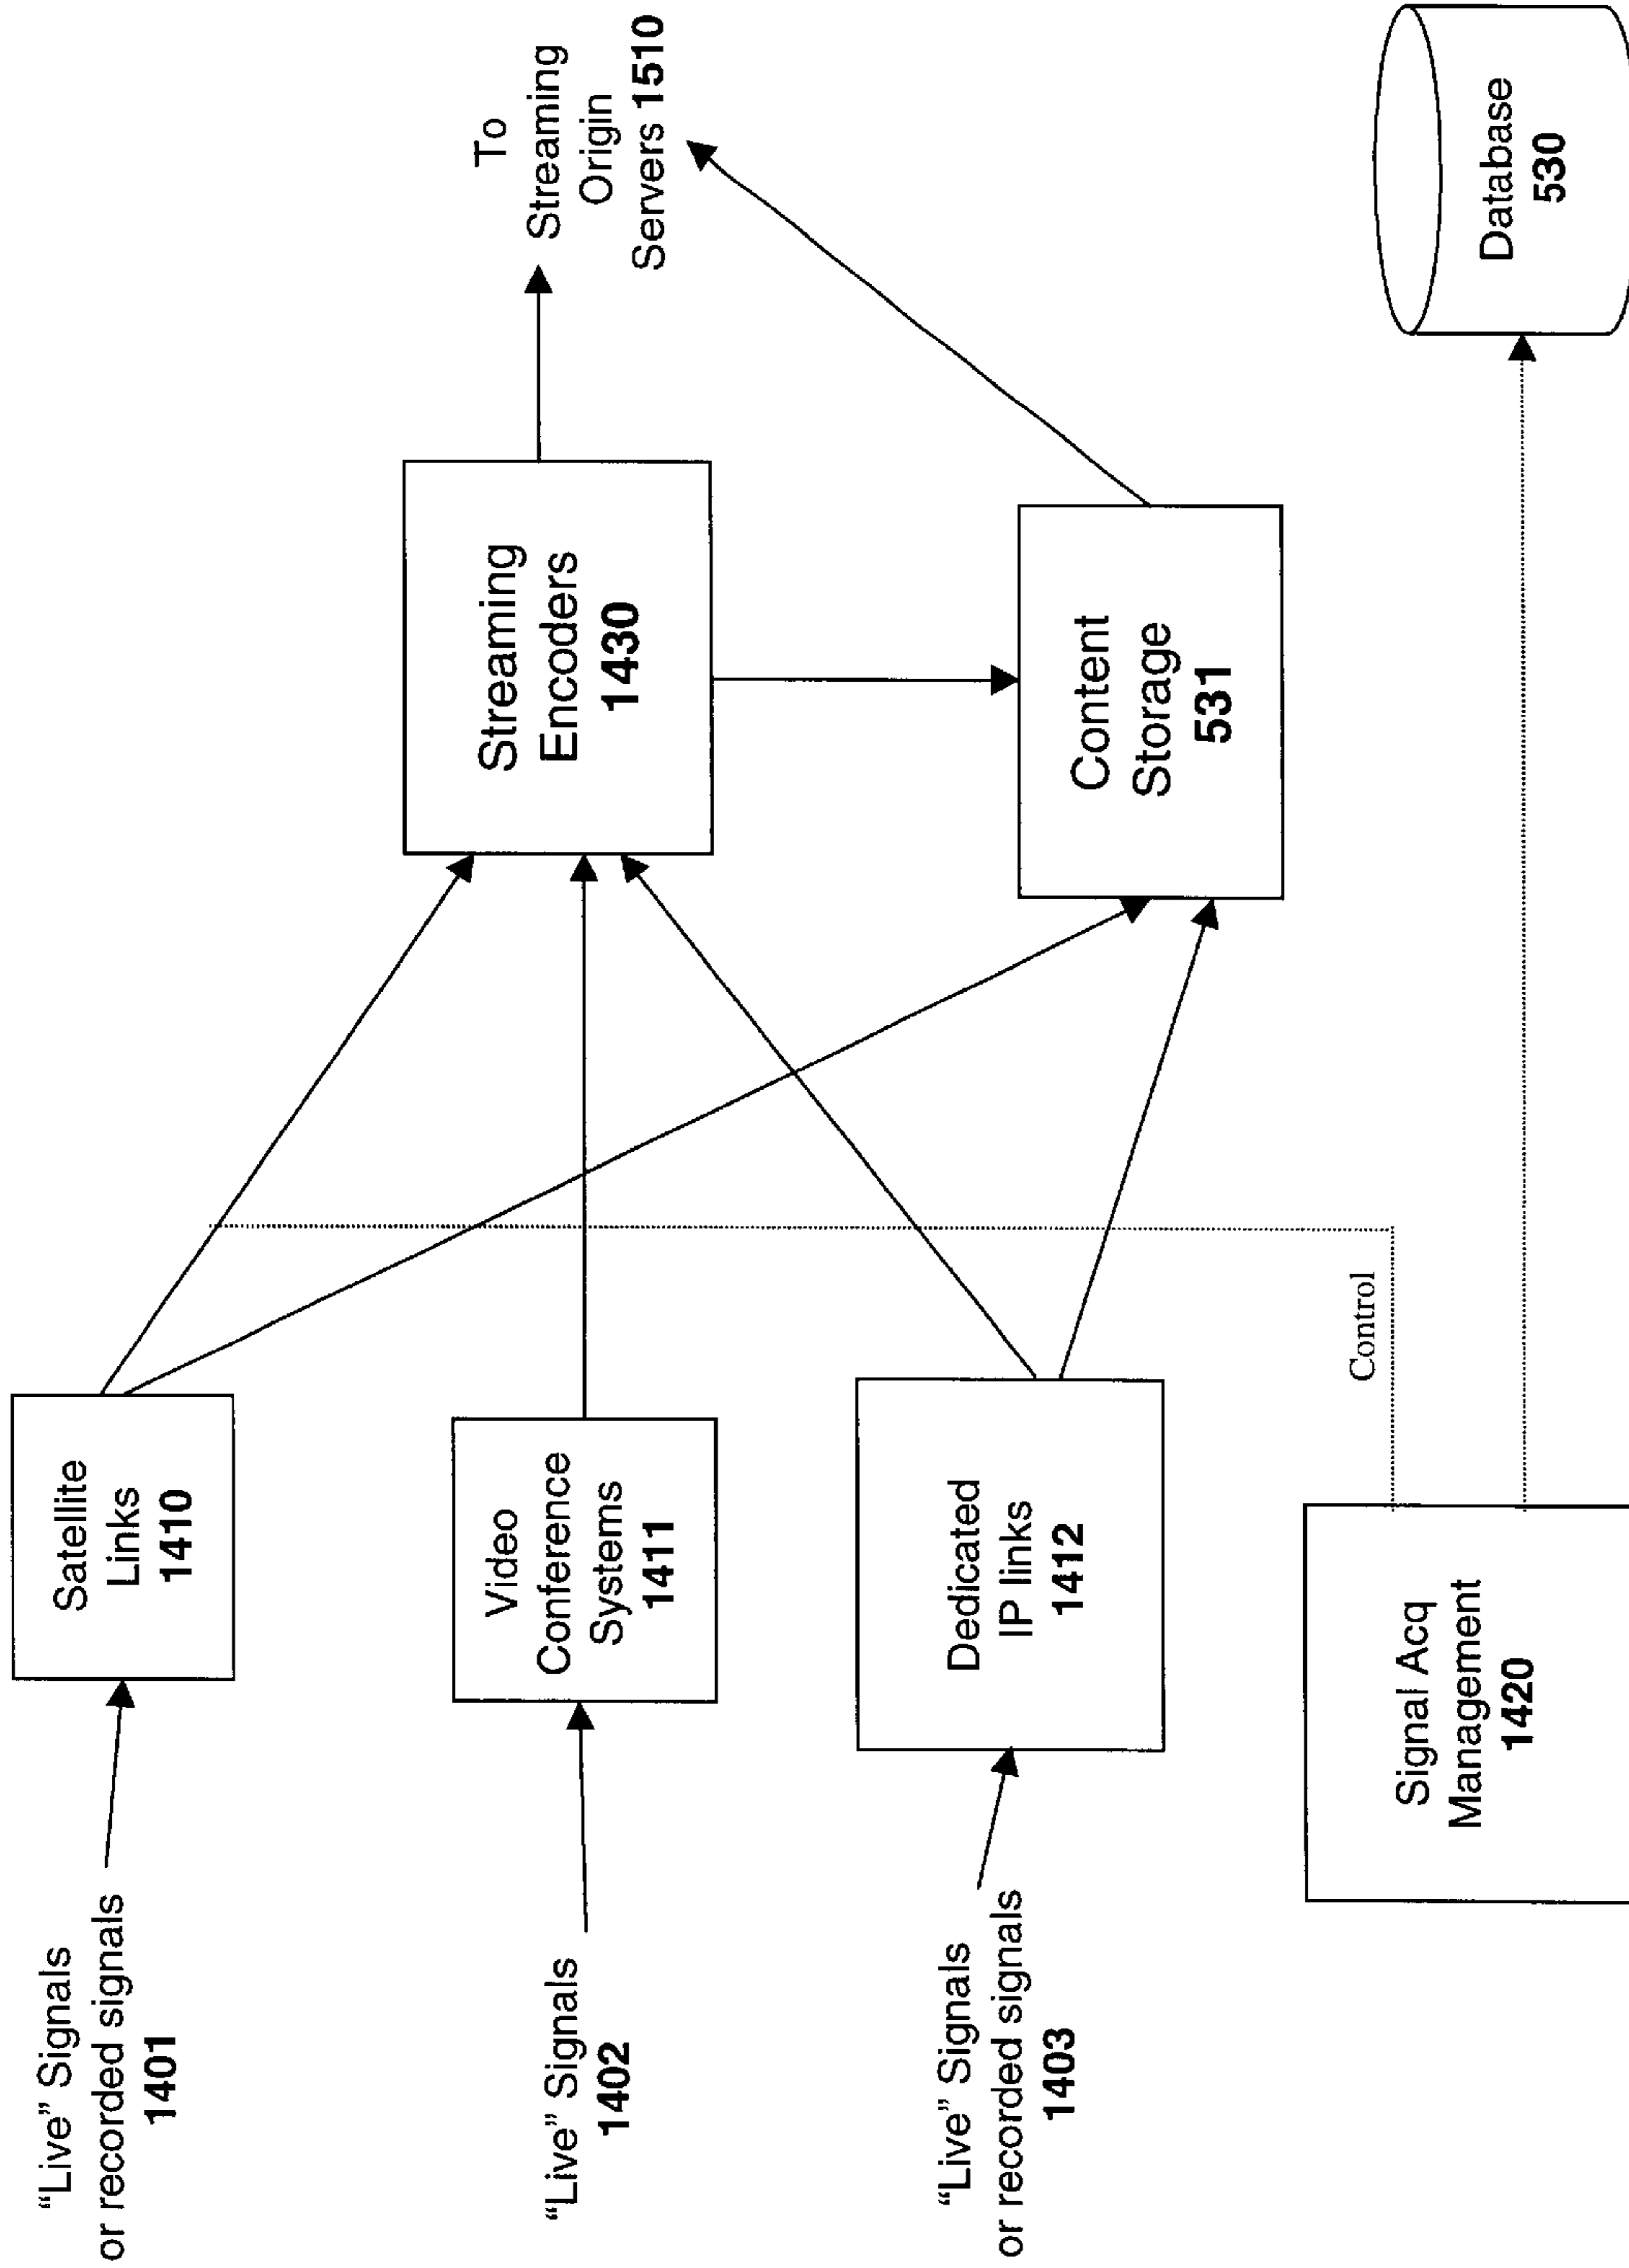 “Live” Signals
or recorded signals
1401
Satellite
Links
1410
“Live” Signals
1402
Video
Conference
Systems
1411
“Live” Signals
or recorded signals
1403
Dedicated
IP links
1412
Signal Acq
Management
1420
Control
Streaming
Encoders
1430
Content
Storage
531
To
Streaming
Origin
Servers 1510
Database
530